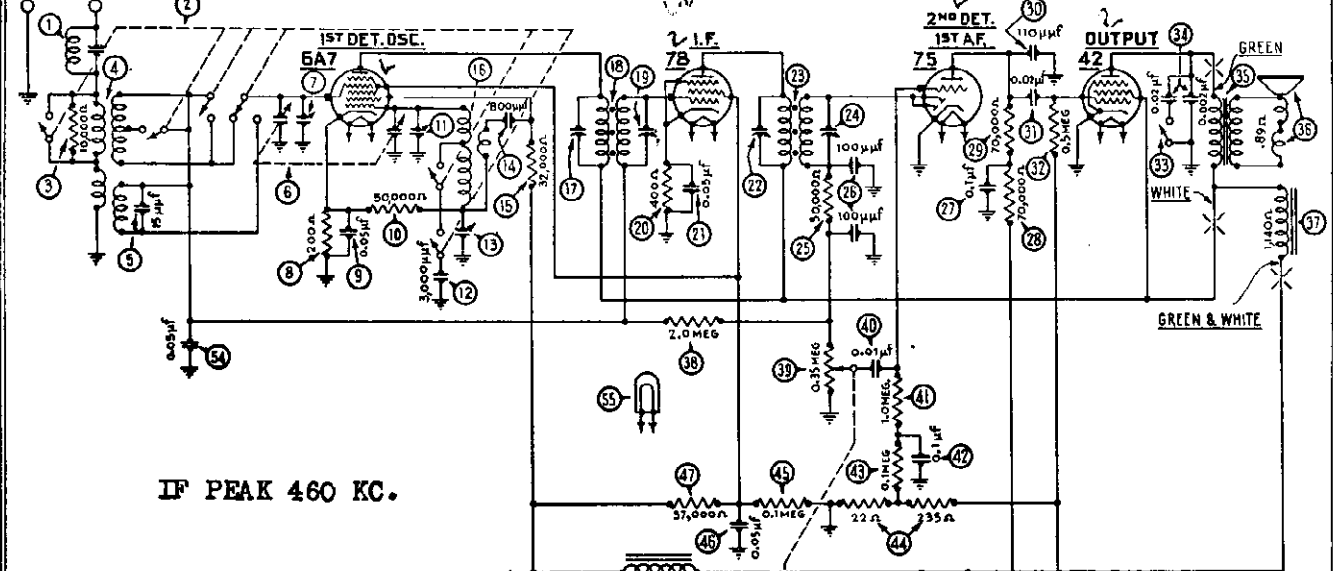 1
2
1ST DET. OSC.
6A7
I.F.
78
2ND DET.
1ST AF.
75
30
110µµf
OUTPUT
42
34
GREEN
35
36
4
7
16
800µµf
18
19
23
24
0.02µf
31
0.02µf
0.02µf
.89Ω
10,000Ω
3
11
14
32,000Ω
15
17
22
100µµf
26
100µµf
29
70,000Ω
0.5MEG
32
33
6
15µµf
5
50,000Ω
10
200Ω
8
0.05µf
9
13
3,000µµf
12
400Ω
20
0.05µf
21
50,000Ω
25
0.1µf
27
70,000Ω
28
WHITE
1,140Ω
37
GREEN & WHITE
0.05µf
54
2.0MEG
38
0.35MEG
39
40
0.01µf
55
1.0MEG.
41
0.1µf
42
0.1MEG
43
IF PEAK 460 KC.
47
57,000Ω
45
0.1MEG
22Ω
235Ω
44
46
0.05µf